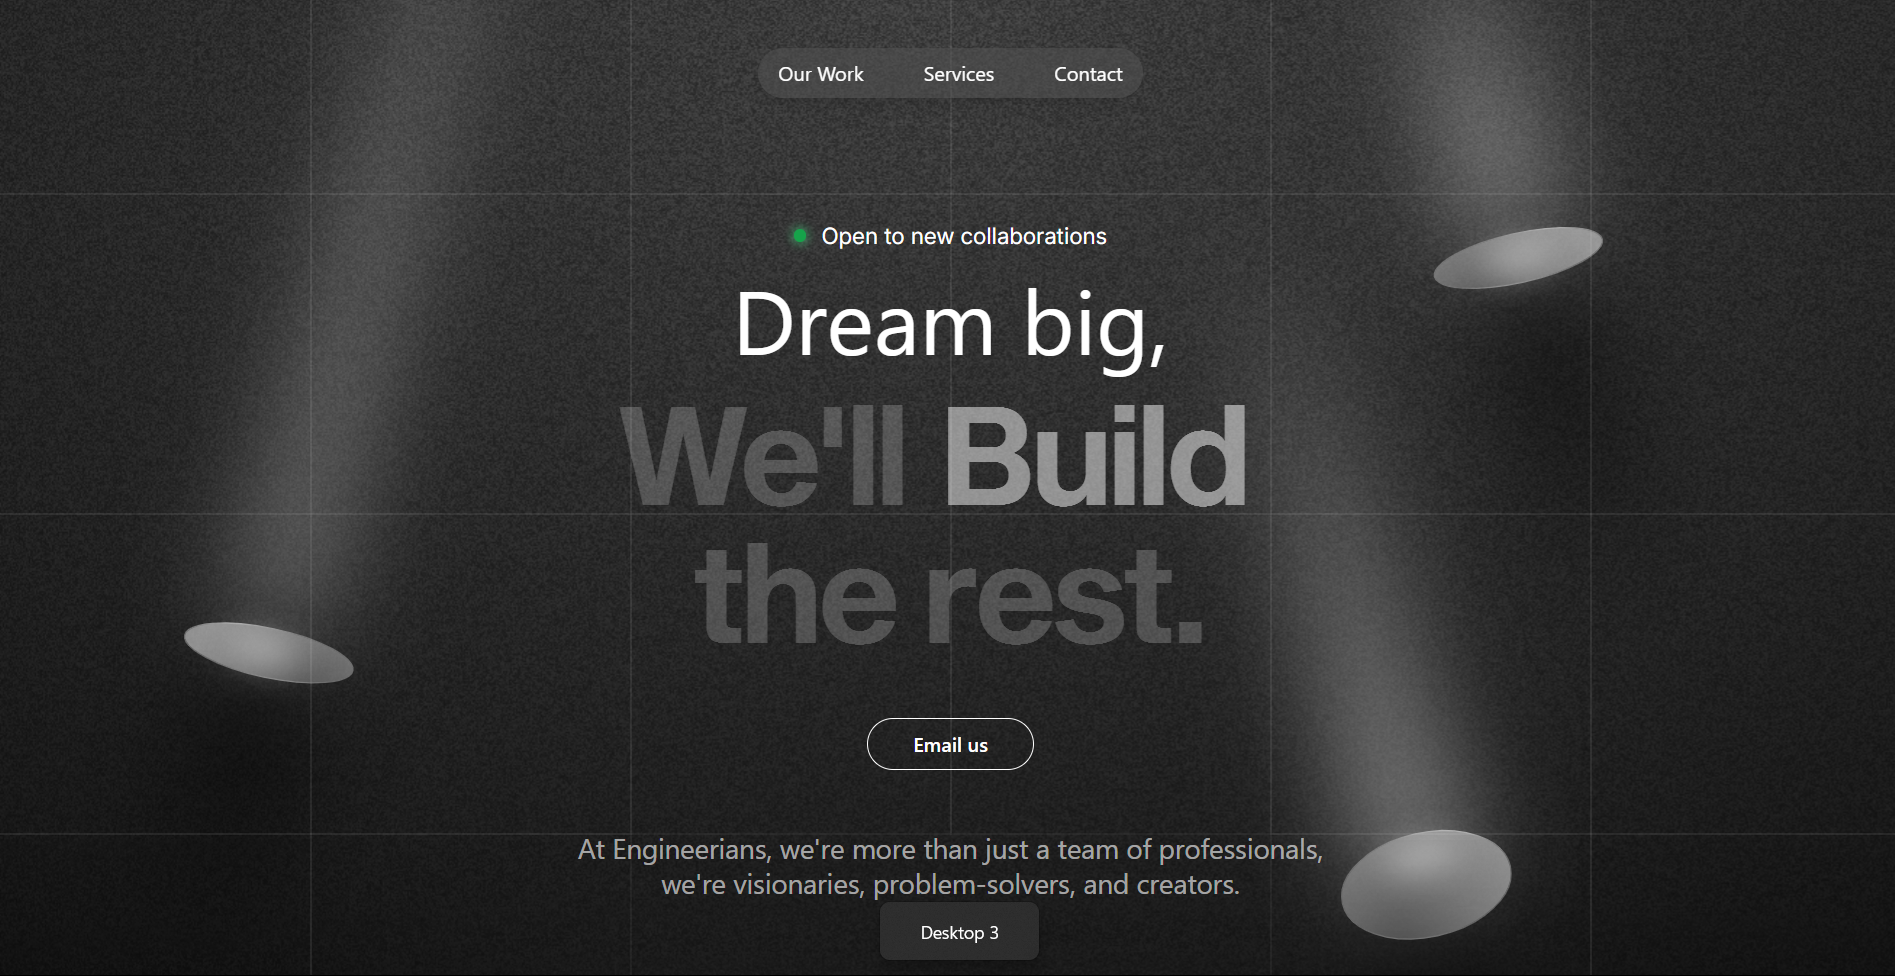 Our Work Services Contact
Open to new collaborations
Dream big,
We'll Build
the rest.
Email us
At Engineerians, we're more than just a team of professionals,
we're visionaries, problem-solvers, and creators.
Desktop 3